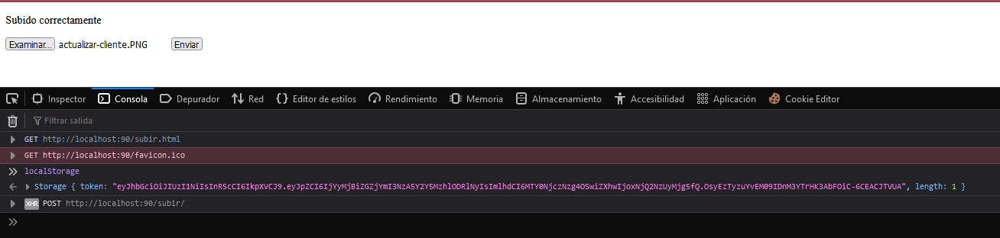 Subido correctamente
Examinar... actualizar-cliente.PNG Enviar
Inspector Consola Depurador Red Editor de estilos Rendimiento Memoria Almacenamiento Accesibilidad Aplicación Cookie Editor
Filtrar salida
GET http://localhost:90/subir.html
GET http://localhost:90/favicon.ico
localStorage
Storage { token: "eyJhbGciOiJIUzI1NiIsInR5cCI6IkpXVCJ9.eyJpZCI6IjYyMjBiZGZjYmI3NzA5Y2Y5MzhlODRlNyIsImlhdCI6MTY0NjczNzg4OSwiZXhwIjoxNjQ2NzUyMjg5fQ.OsyEzTyzuYvEM09IDnM3YTrHK3AbFOiC-6CEACJTVUA", length: 1 }
XHR POST http://localhost:90/subir/